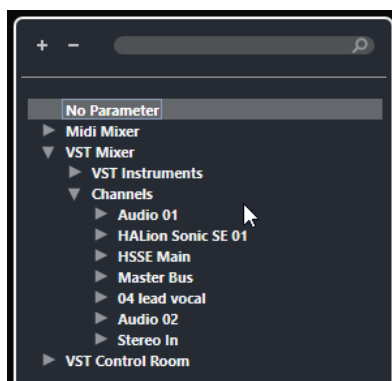 No Parameter
Midi Mixer
VST Mixer
VST Instruments
Channels
Audio 01
HALion Sonic SE 01
HSSE Main
Master Bus
04 lead vocal
Audio 02
Stereo In
VST Control Room